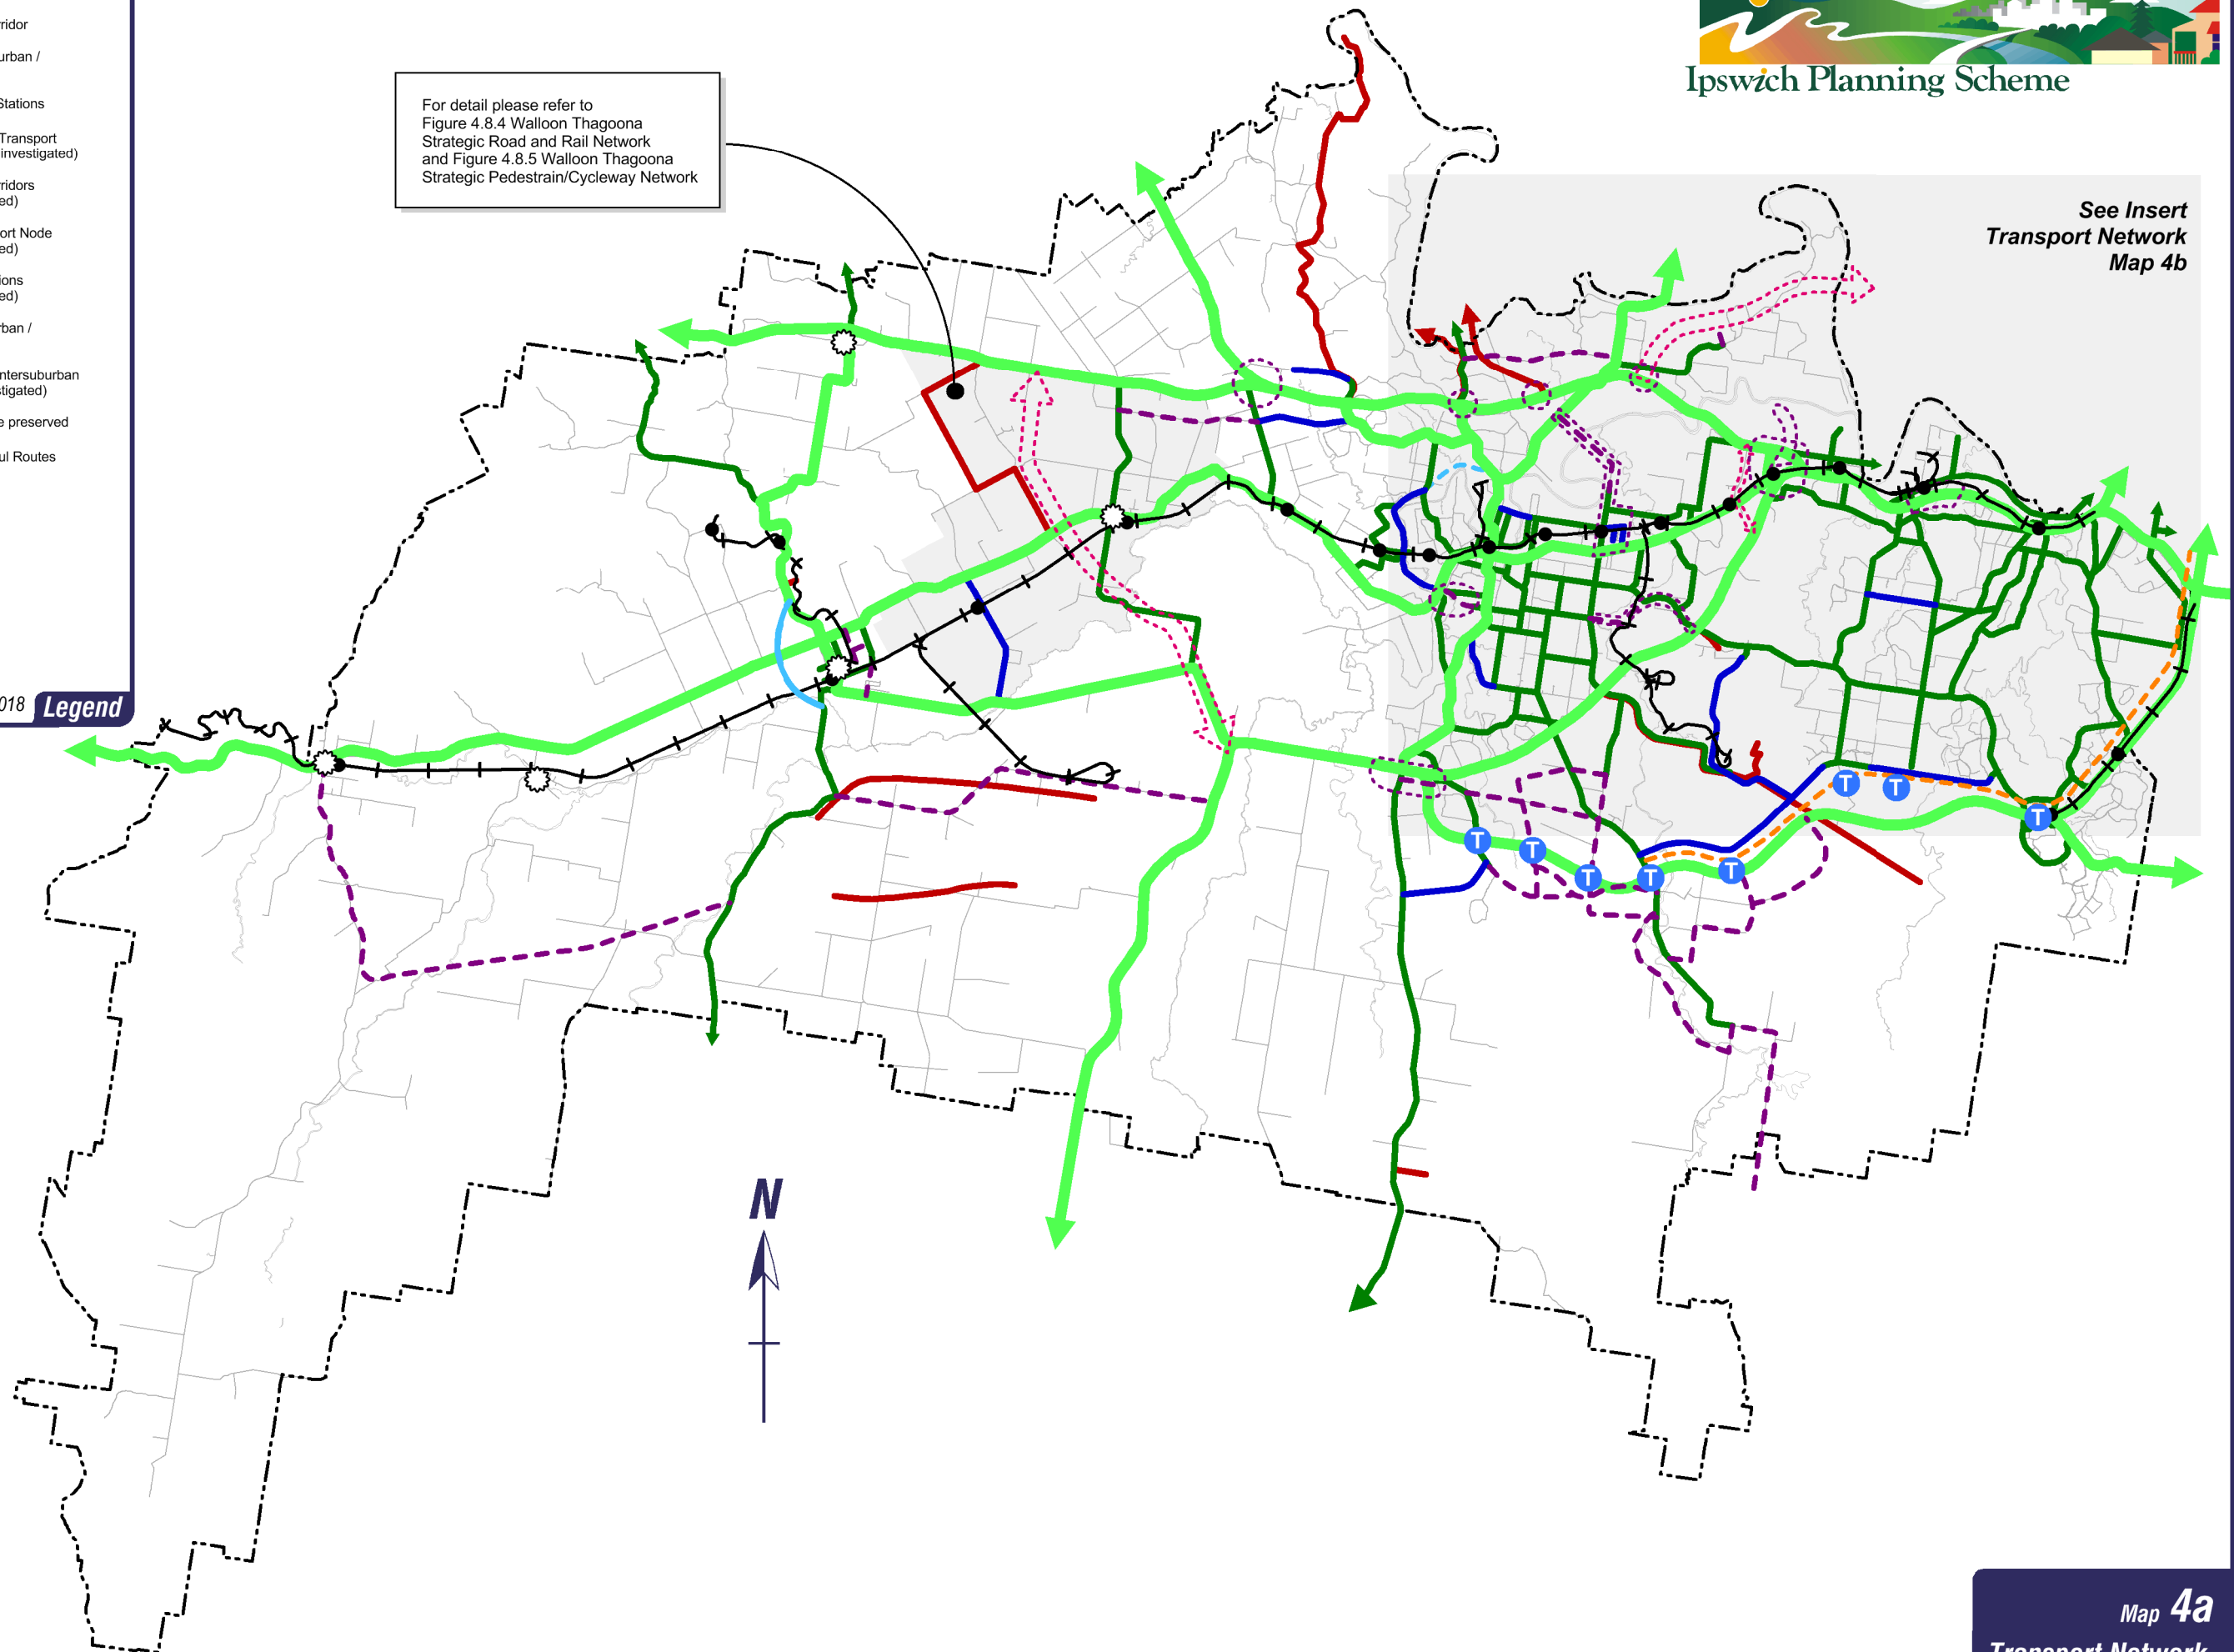 ridor
urban /
Stations
Transport
investigated)
ridors
ed)
ort Node
ed)
ions
ed)
rban /
ntersuburban
stigated)
e preserved
ul Routes
018
Legend
For detail please refer to
Figure 4.8.4 Walloon Thagoona
Strategic Road and Rail Network
and Figure 4.8.5 Walloon Thagoona
Strategic Pedestrain/Cycleway Network
Ipswich Planning Scheme
See Insert
Transport Network
Map 4b
T
T
T
T
T
T
T
T
N
Map 4a
Transport Network